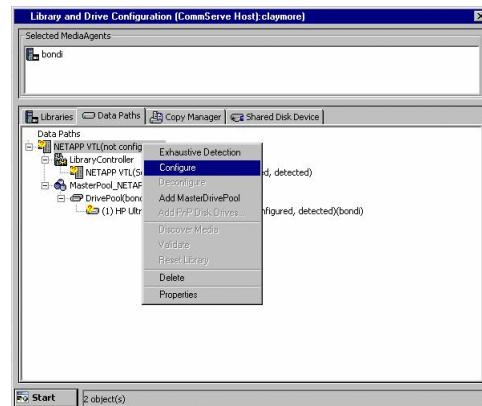 Library and Drive Configuration (CommServe Host):claymore)
Selected MediaAgents
bondi
Libraries Data Paths Copy Manager Shared Disk Device
Data Paths
NETAPP VTL(not config
Exhaustive Detection
LibraryController
Configure
NETAPP VTL(S d, detected)
Deconfigure
MasterPool_NETAP
Add MasterDrivePool
DrivePool(bond
Add PnP Disk Drives...
(1) HP Ultr nfigured, detected)(bondi)
Discover Media
Validate
Reset Library
Delete
Properties
Start 2 object(s)